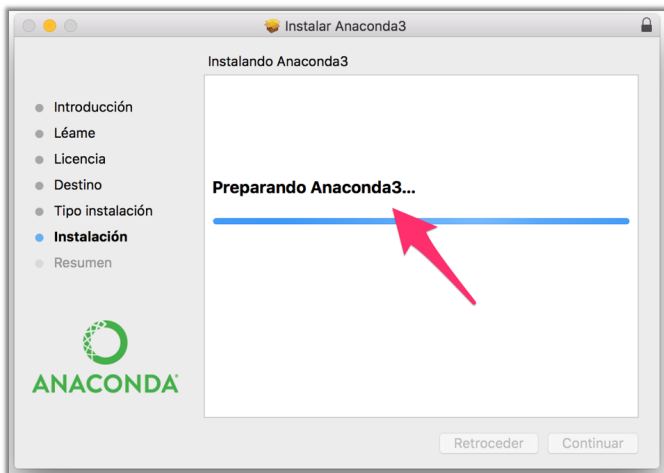 Instalar Anaconda3
Instalando Anaconda3
Introducción
Léame
Licencia
Destino
Tipo instalación
Instalación
Resumen
Preparando Anaconda3...
ANACONDA
Retroceder
Continuar